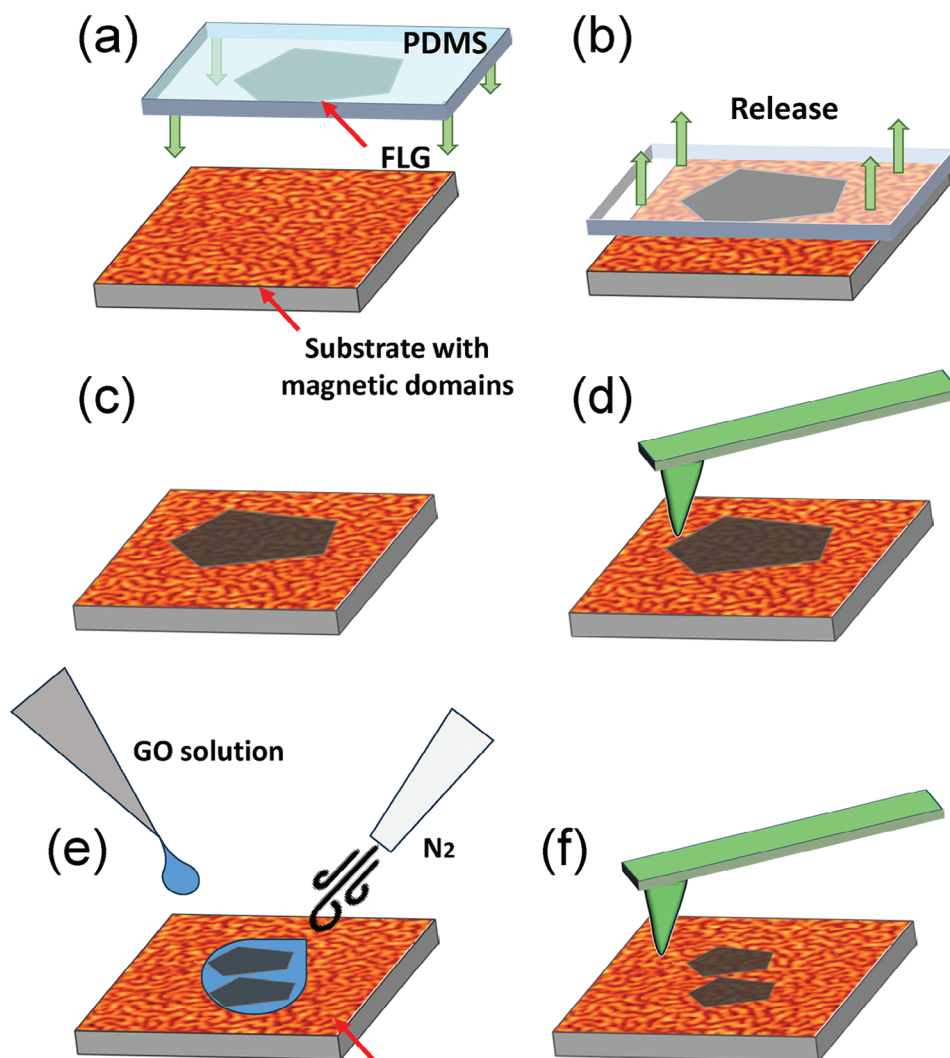 (a)
PDMS
FLG
(b)
Release
Substrate with
magnetic domains
(c)
(d)
GO solution
(e)
N2
(f)